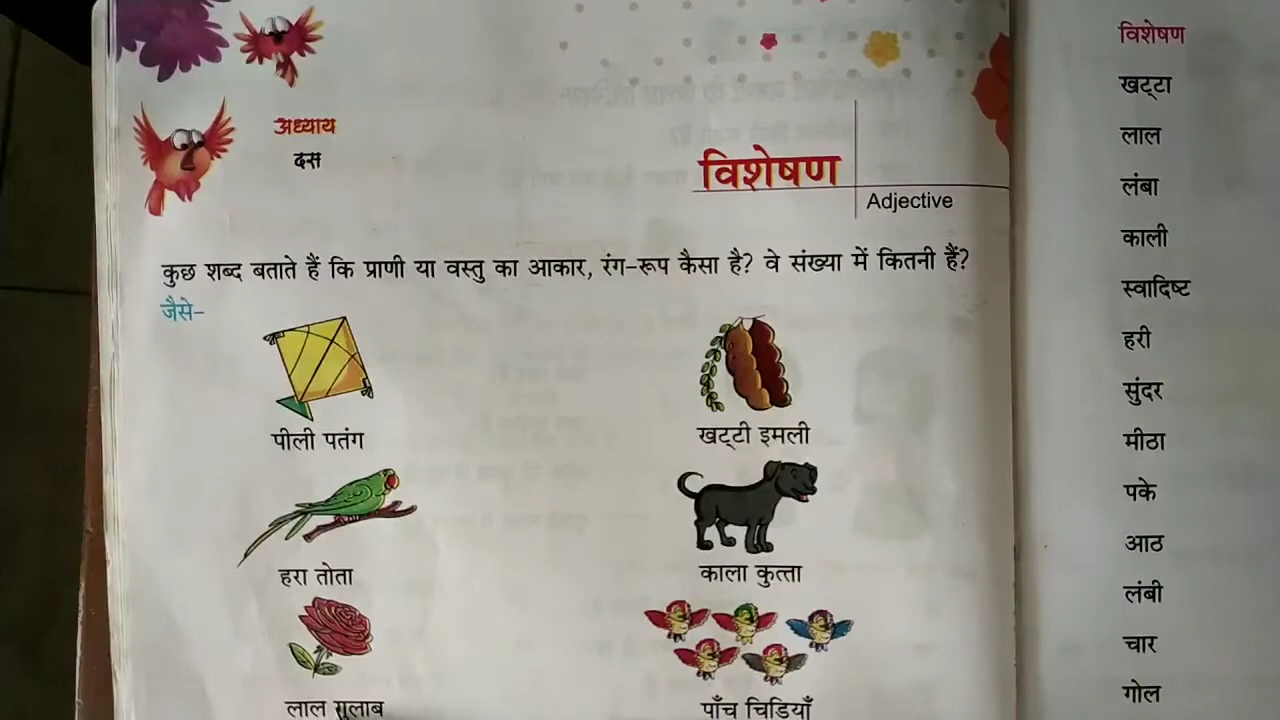 अध्याय
दस
विशेषण
Adjective
कुछ शब्द बताते हैं कि प्राणी या वस्तु का आकार, रंग-रूप कैसा है? वे संख्या में कितनी हैं?
जैसे-
पीली पतंग
खट्टी इमली
हरा तोता
काला कुत्ता
लाल गुलाब
पाँच चिड़ियाँ
विशेषण
खट्टा
लाल
लंबा
काली
स्वादिष्ट
हरी
सुंदर
मीठा
पके
आठ
लंबी
चार
गोल